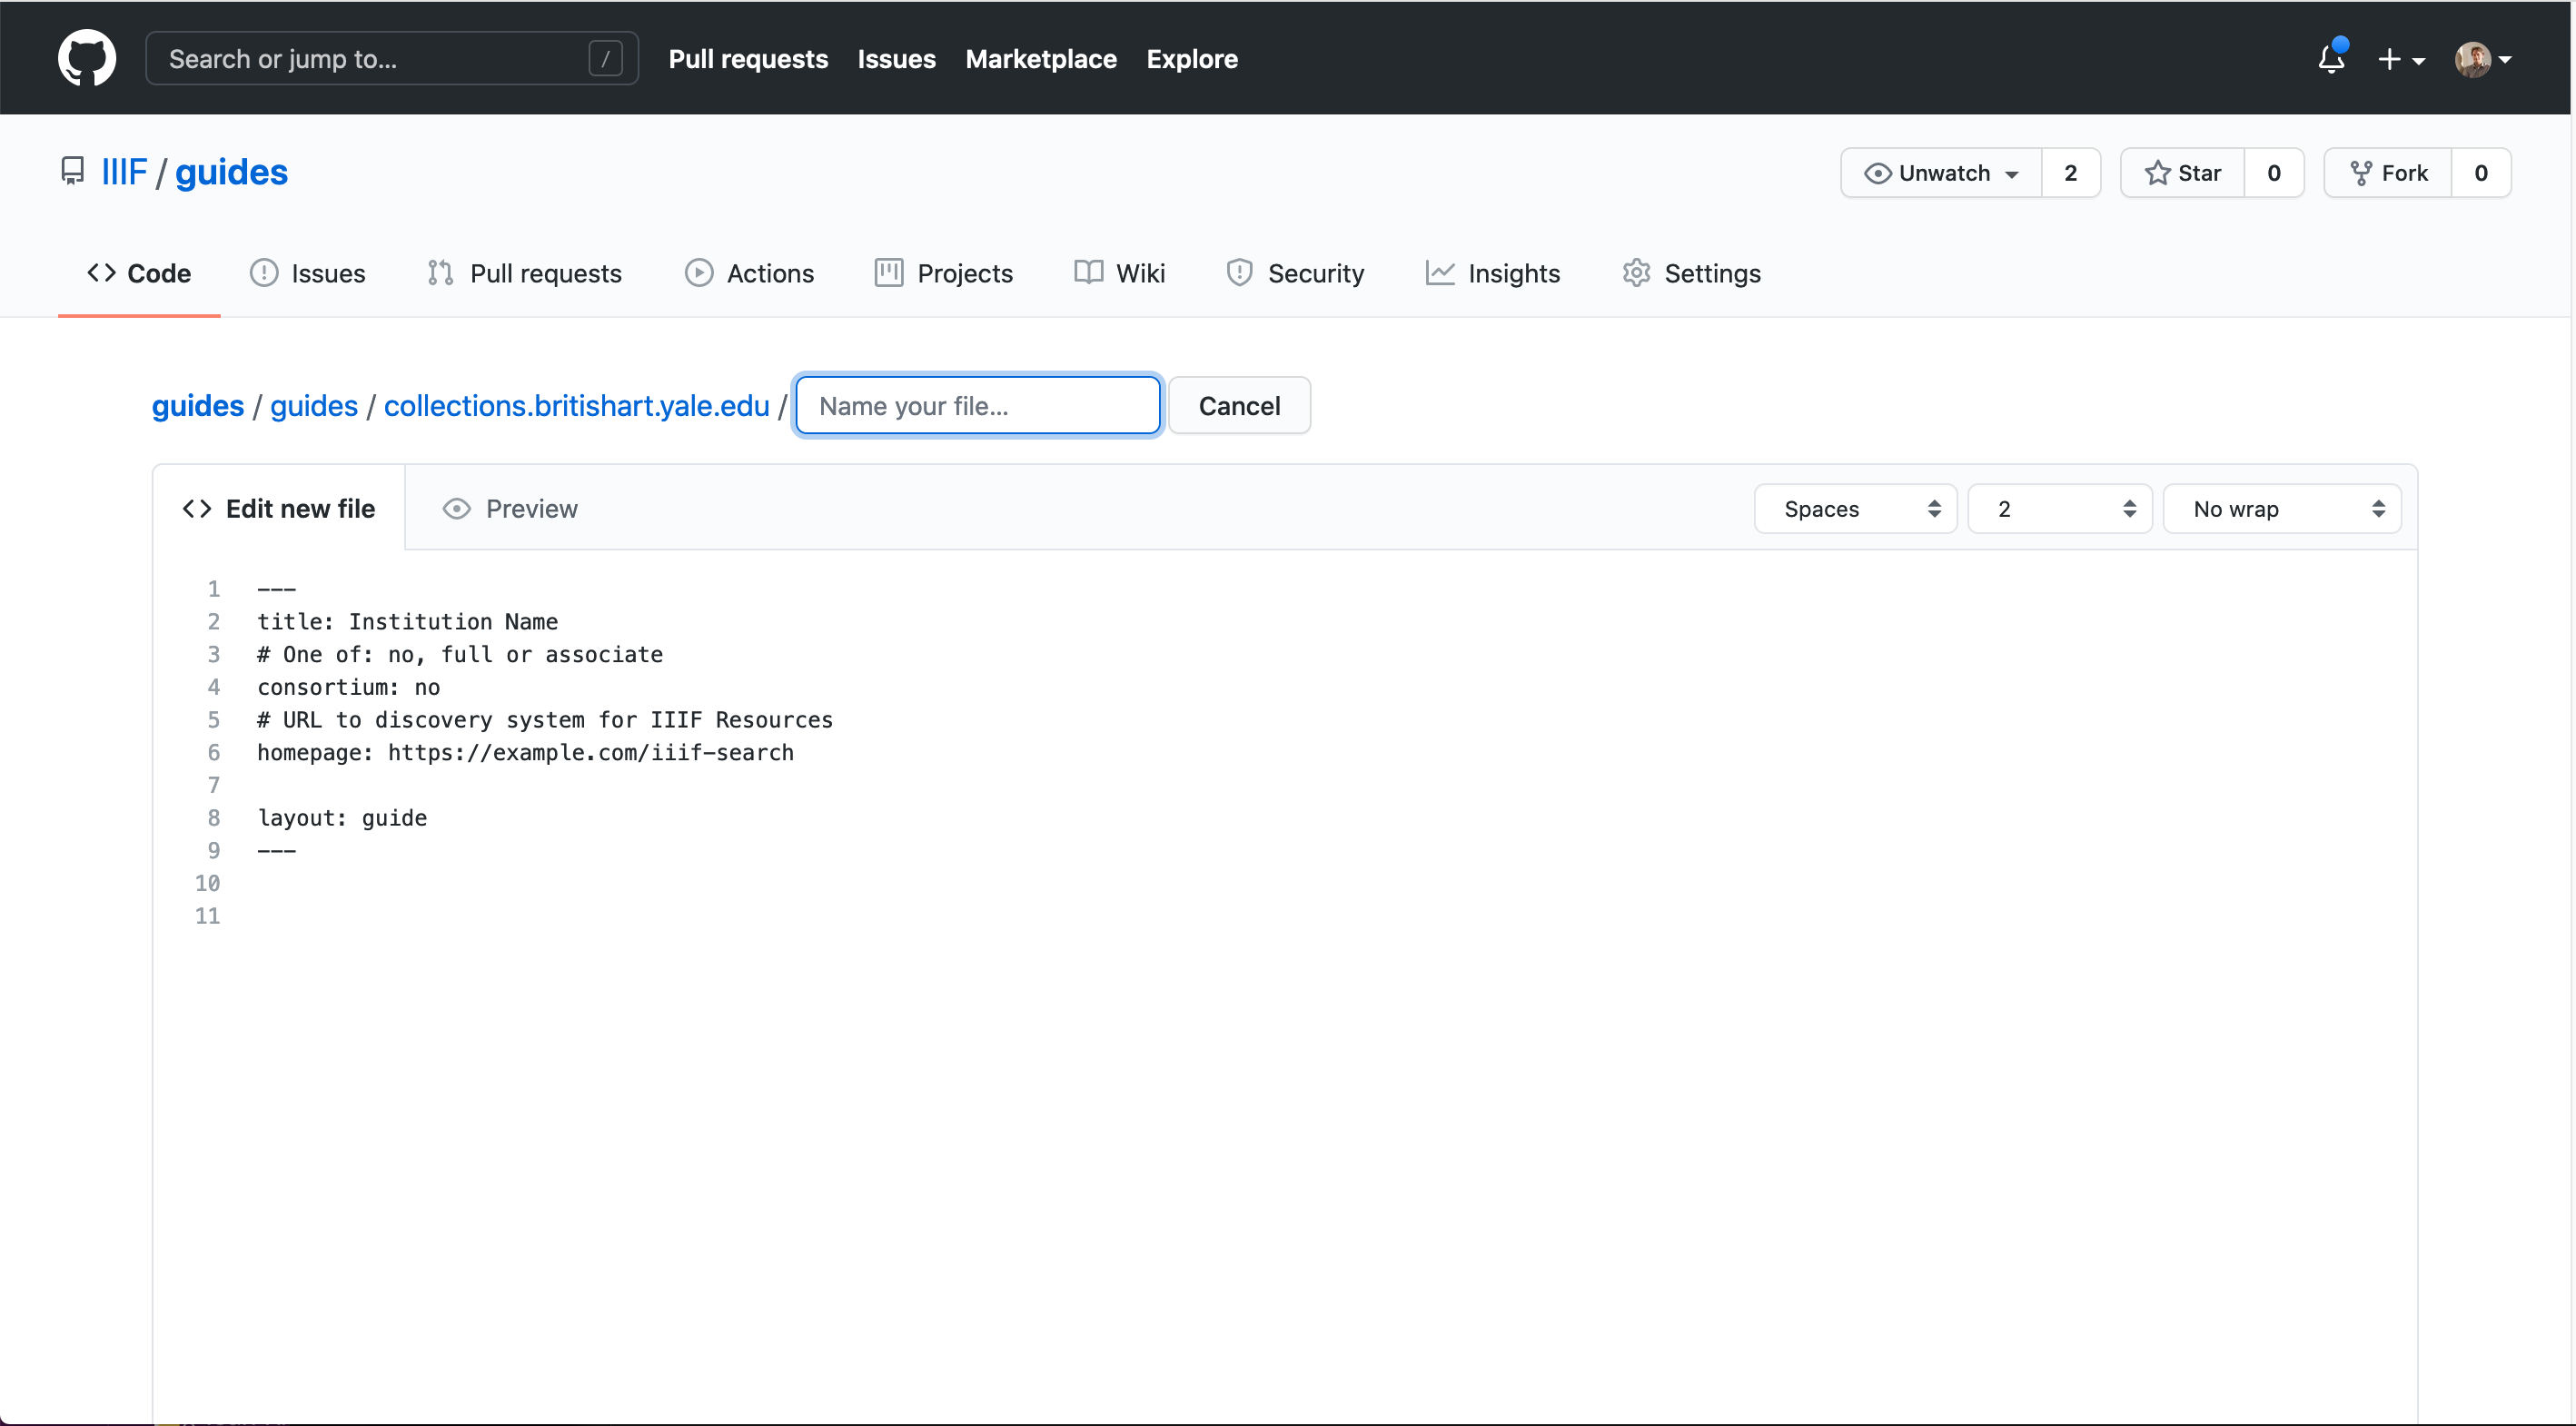 Search or jump to... / Pull requests Issues Marketplace Explore
IIIF / guides Unwatch 2 Star 0 Fork 0
Code Issues Pull requests Actions Projects Wiki Security Insights Settings
guides / guides / collections.britishart.yale.edu / Name your file... Cancel
Edit new file Preview Spaces 2 No wrap
1 ---
2 title: Institution Name
3 # One of: no, full or associate
4 consortium: no
5 # URL to discovery system for IIIF Resources
6 homepage: https://example.com/iiif-search
7
8 layout: guide
9 ---
10
11